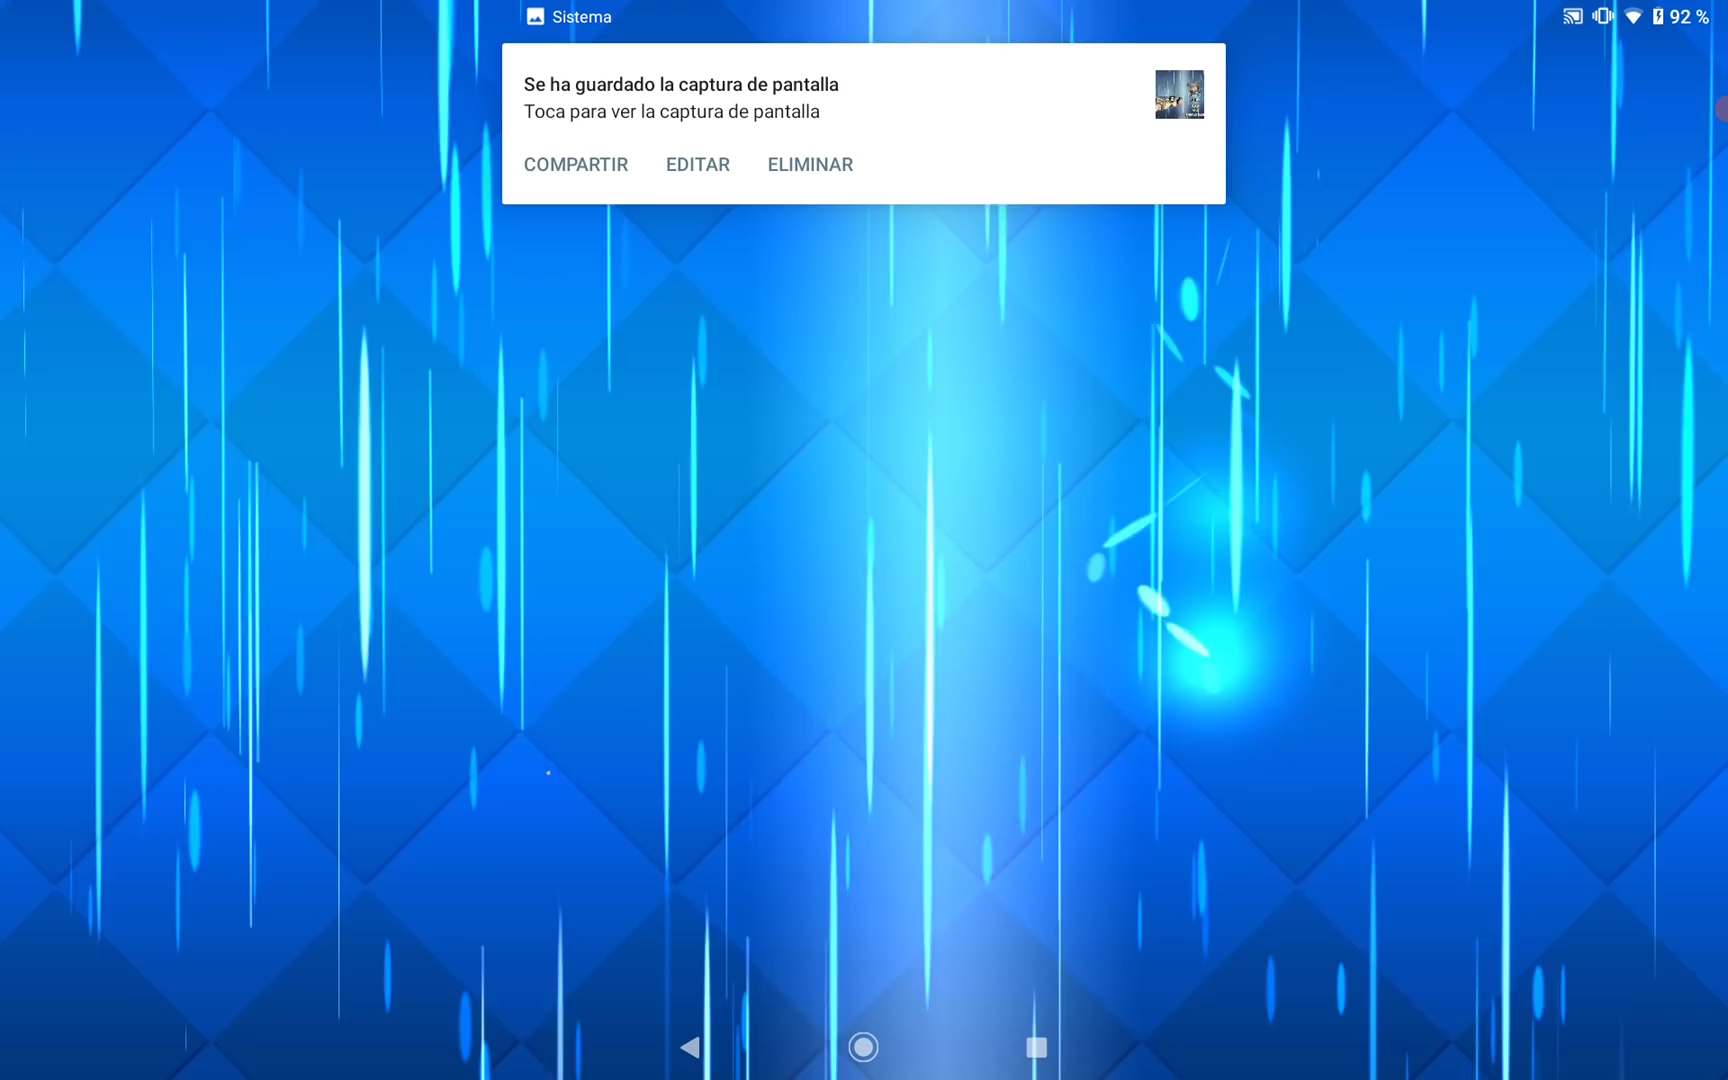 Sistema
92 %
Se ha guardado la captura de pantalla
Toca para ver la captura de pantalla
COMPARTIR EDITAR ELIMINAR